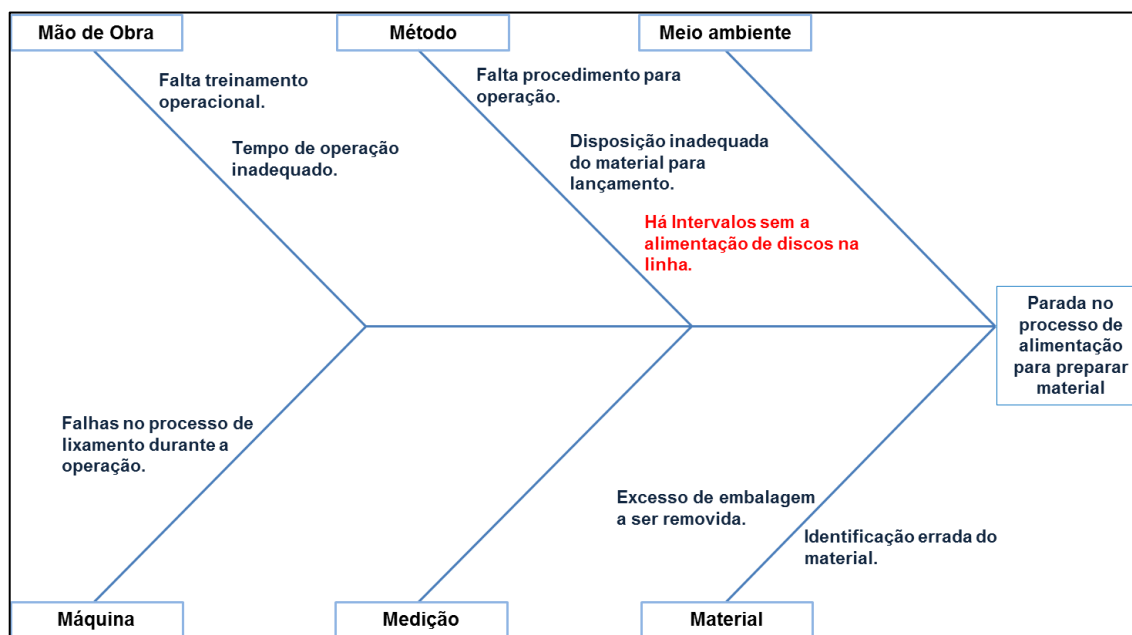 Mão de Obra
Método
Meio ambiente
Falta treinamento
operacional.
Tempo de operação
inadequado.
Falta procedimento para
operação.
Disposição inadequada
do material para
lançamento.
Há Intervalos sem a
alimentação de discos na
linha.
Parada no
processo de
alimentação
para preparar
material
Falhas no processo de
lixamento durante a
operação.
Excesso de embalagem
a ser removida.
Identificação errada do
material.
Máquina
Medição
Material